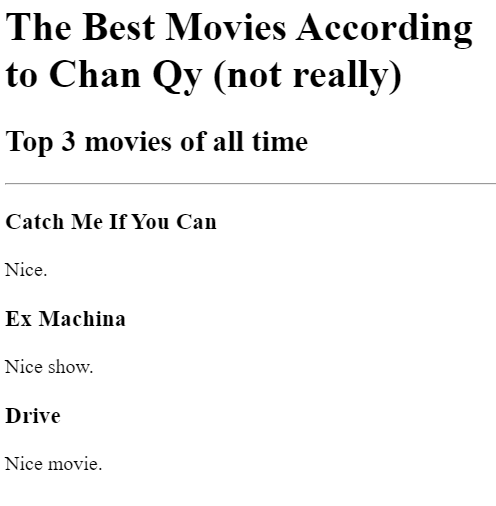 The Best Movies According
to Chan Qy (not really)
Top 3 movies of all time
Catch Me If You Can
Nice.
Ex Machina
Nice show.
Drive
Nice movie.